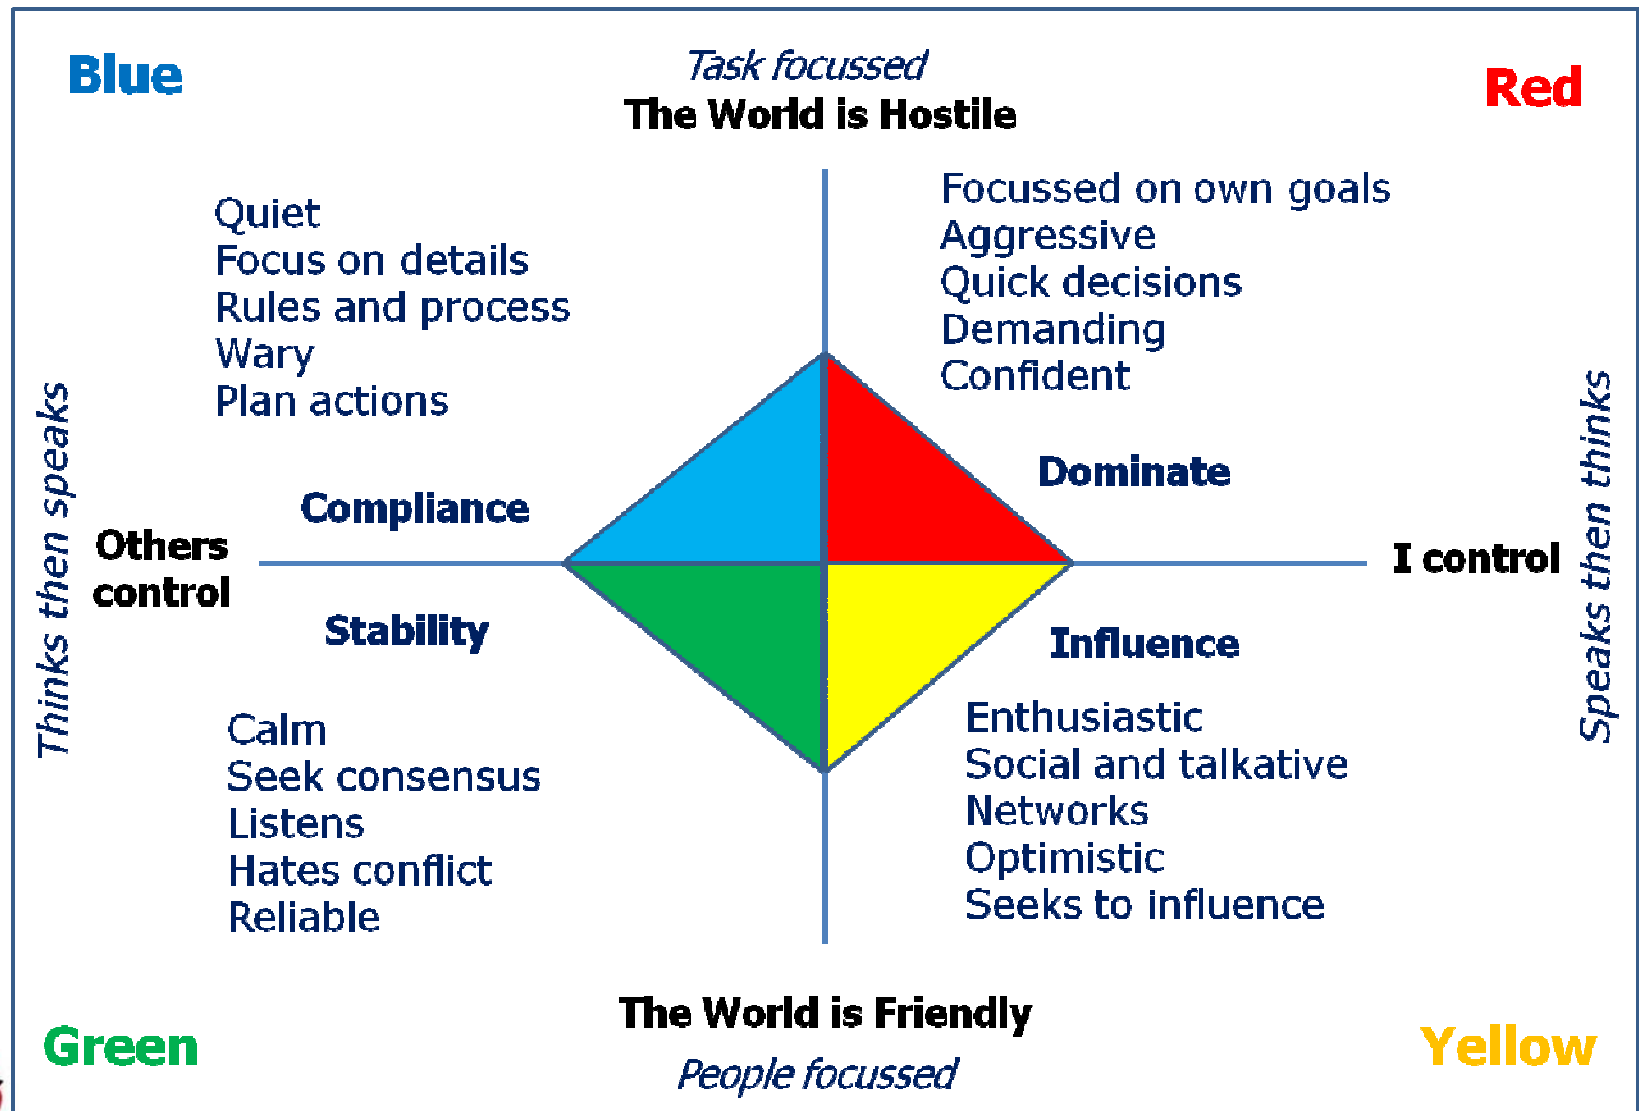 Blue
Task focussed
The World is Hostile
Red
Quiet
Focus on details
Rules and process
Wary
Plan actions
Focussed on own goals
Aggressive
Quick decisions
Demanding
Confident
Thinks then speaks
Others
control
Compliance
Stability
Dominate
Influence
I control
Speaks then thinks
Calm
Seek consensus
Listens
Hates conflict
Reliable
Enthusiastic
Social and talkative
Networks
Optimistic
Seeks to influence
Green
The World is Friendly
People focussed
Yellow